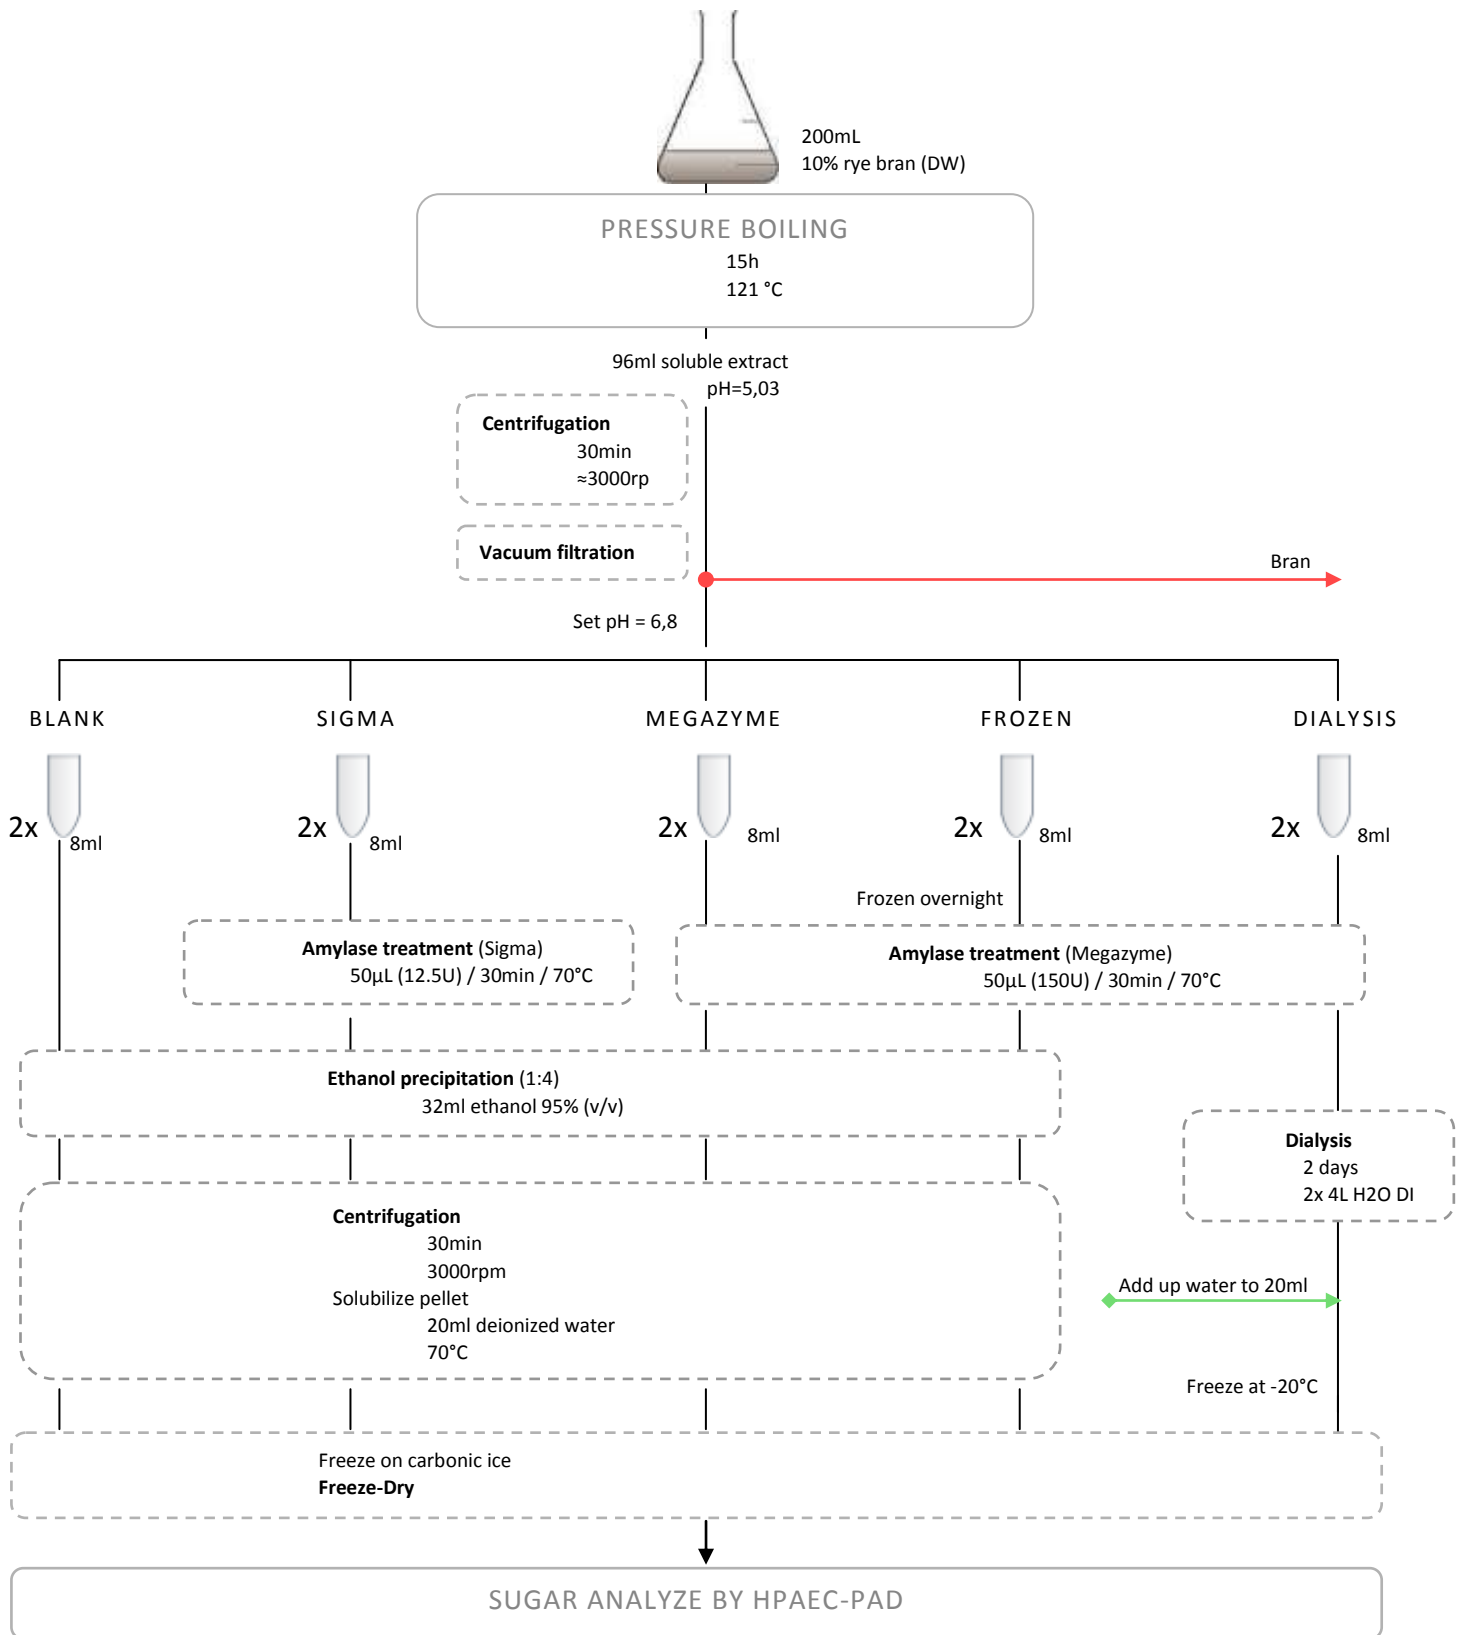 200mL
10% rye bran (DW)
PRESSURE BOILING
15h
121 °C
96ml soluble extract
pH=5,03
Centrifugation
30min
≈3000rp
Vacuum filtration
Bran
Set pH = 6,8
BLANK
SIGMA
MEGAZYME
FROZEN
DIALYSIS
2x
8ml
2x
8ml
2x
8ml
2x
8ml
2x
8ml
Frozen overnight
Amylase treatment (Sigma)
50µL (12.5U) / 30min / 70°C
Amylase treatment (Megazyme)
50µL (150U) / 30min / 70°C
Ethanol precipitation (1:4)
32ml ethanol 95% (v/v)
Dialysis
2 days
2x 4L H2O DI
Centrifugation
30min
3000rpm
Solubilize pellet
20ml deionized water
70°C
Add up water to 20ml
Freeze at -20°C
Freeze on carbonic ice
Freeze-Dry
SUGAR ANALYZE BY HPAEC-PAD